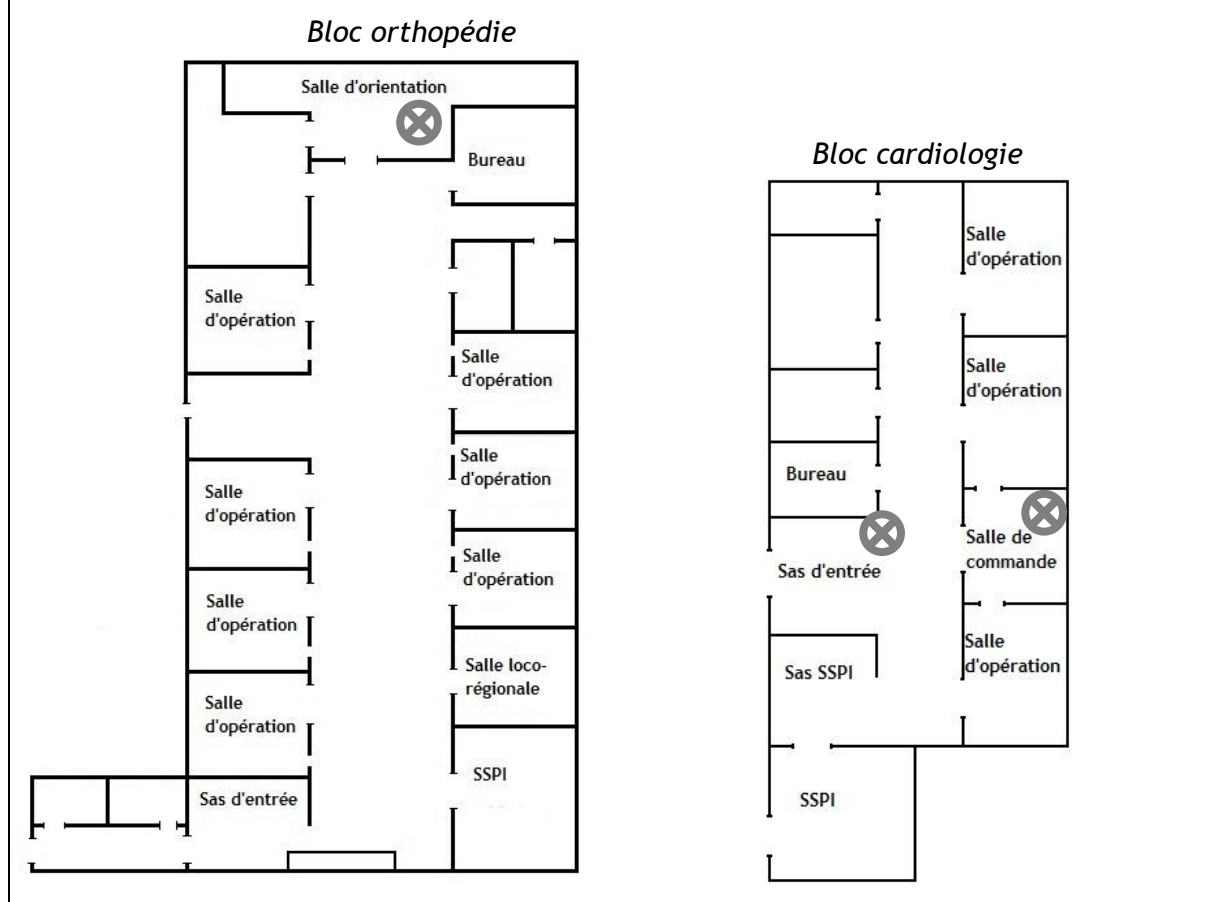 Bloc orthopédie
Salle d'orientation
Bureau
Salle
d'opération
Salle
d'opération
Salle
d'opération
Salle
d'opération
Salle
d'opération
Salle
d'opération
Salle
d'opération
Salle loco-
régionale
Sas d'entrée
SSPI
Bloc cardiologie
Salle
d'opération
Salle
d'opération
Bureau
Salle de
commande
Sas d'entrée
Salle
d'opération
Sas SSPI
SSPI